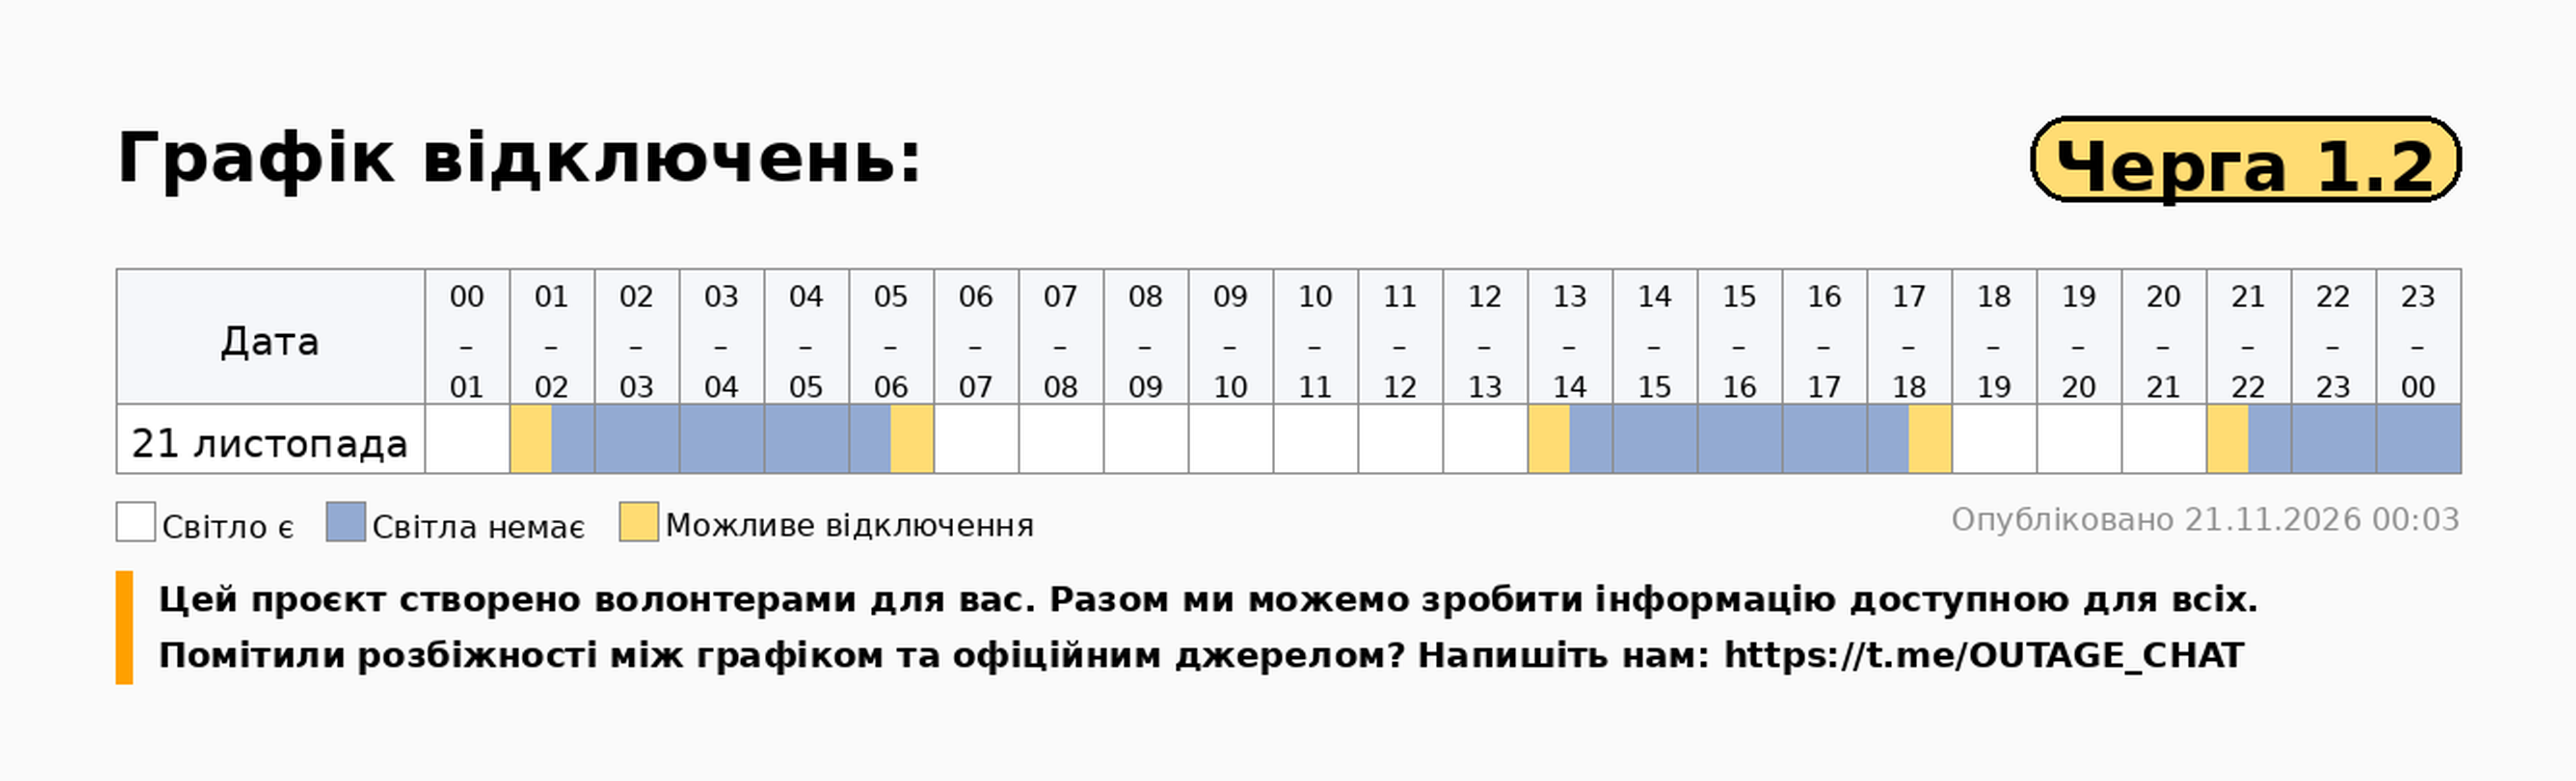 Графік відключень:
Черга 1.2
Дата
00 – 01
01 – 02
02 – 03
03 – 04
04 – 05
05 – 06
06 – 07
07 – 08
08 – 09
09 – 10
10 – 11
11 – 12
12 – 13
13 – 14
14 – 15
15 – 16
16 – 17
17 – 18
18 – 19
19 – 20
20 – 21
21 – 22
22 – 23
23 – 00
21 листопада
Світло є
Світла немає
Можливе відключення
Опубліковано 21.11.2026 00:03
Цей проєкт створено волонтерами для вас. Разом ми можемо зробити інформацію доступною для всіх.
Помітили розбіжності між графіком та офіційним джерелом? Напишіть нам: https://t.me/OUTAGE_CHAT